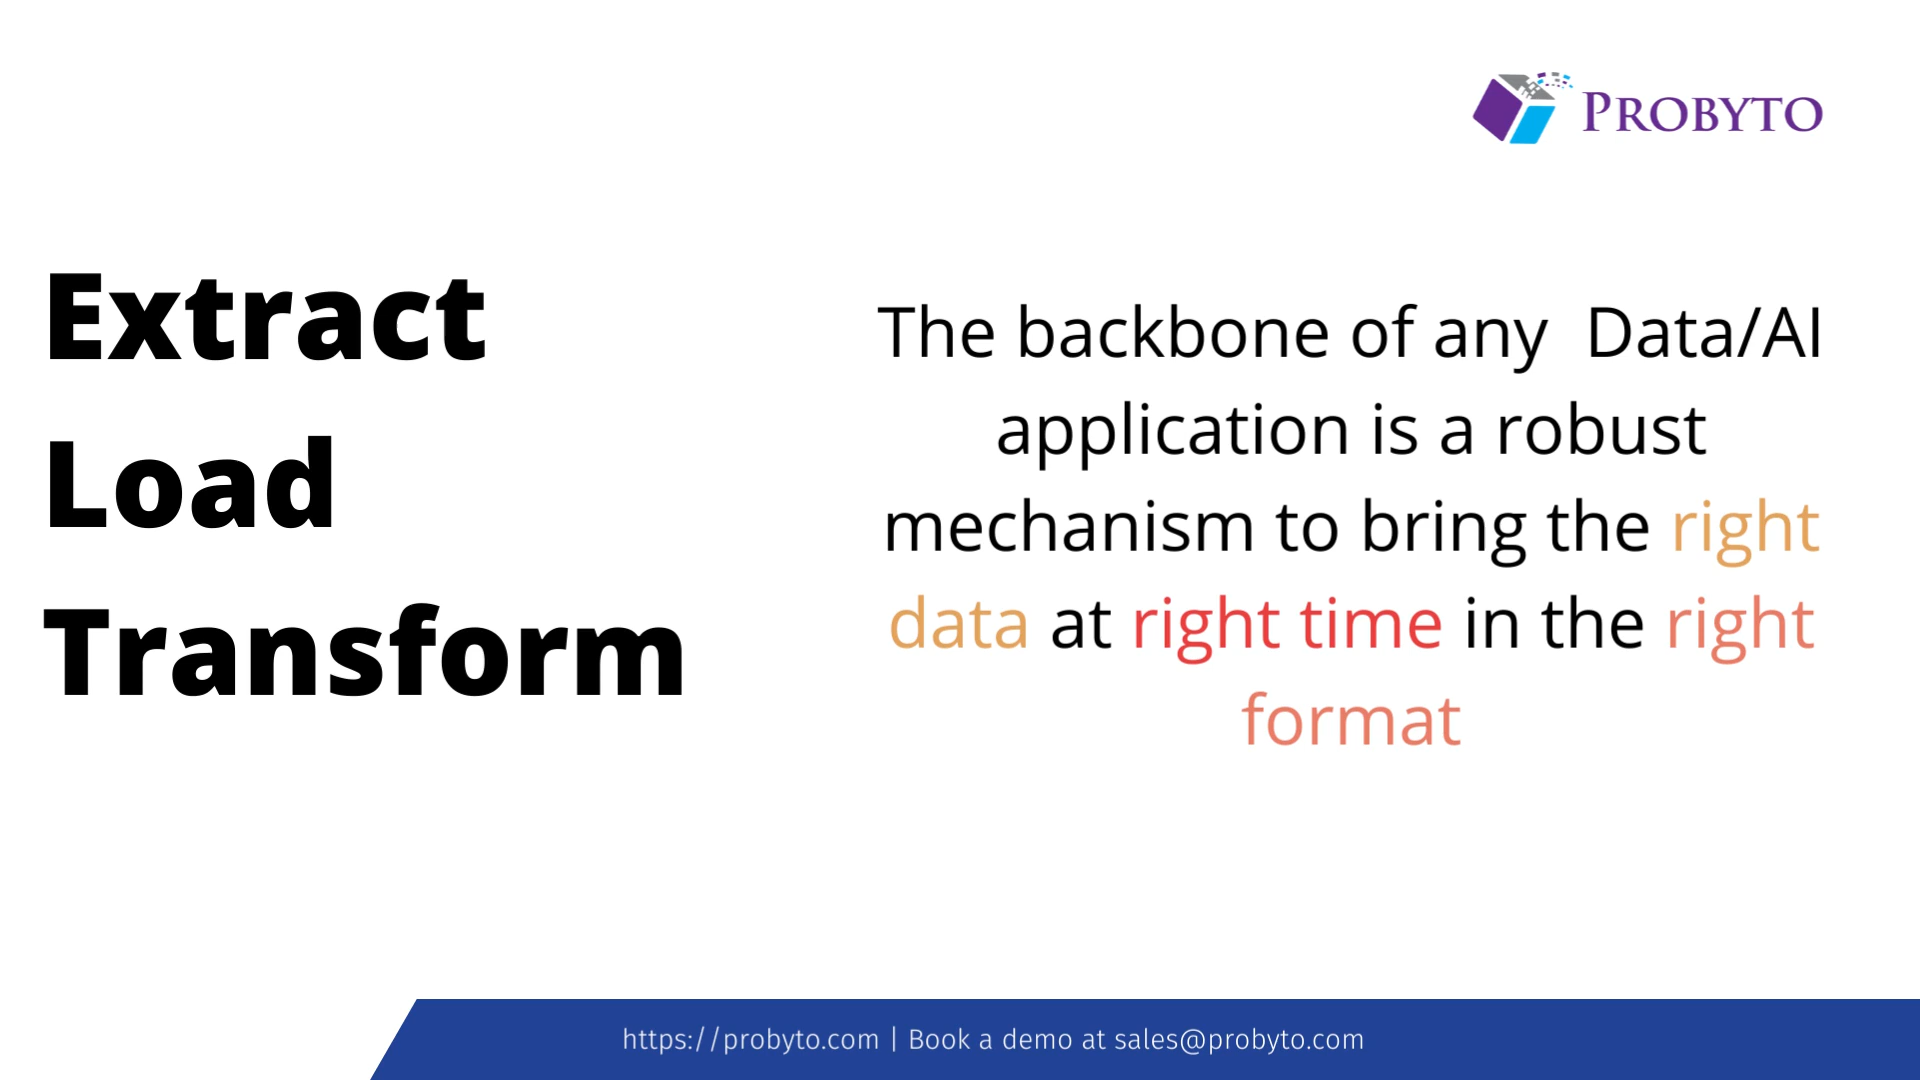 PROBYTO
Extract
Load
Transform
The backbone of any  Data/AI
application is a robust
mechanism to bring the right
data at right time in the right
format
https://probyto.com | Book a demo at sales@probyto.com